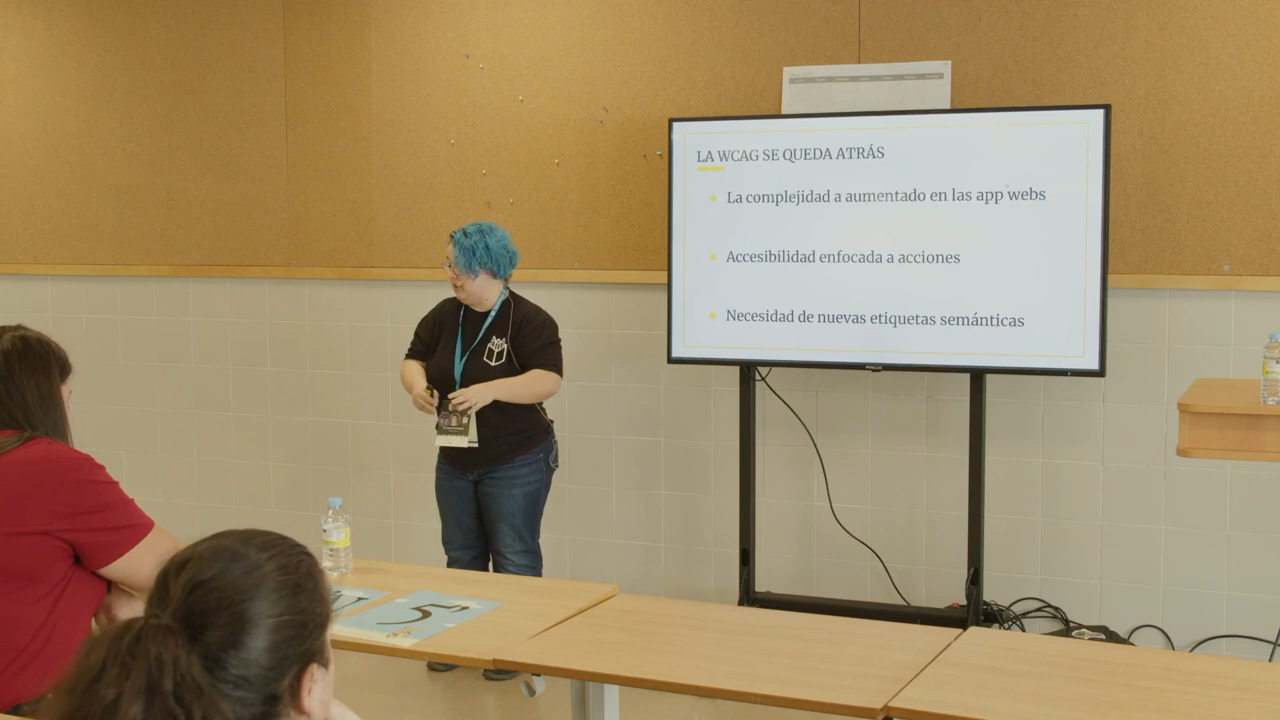 LA WCAG SE QUEDA ATRÁS
La complejidad a aumentado en las app webs
Accesibilidad enfocada a acciones
Necesidad de nuevas etiquetas semánticas
5'